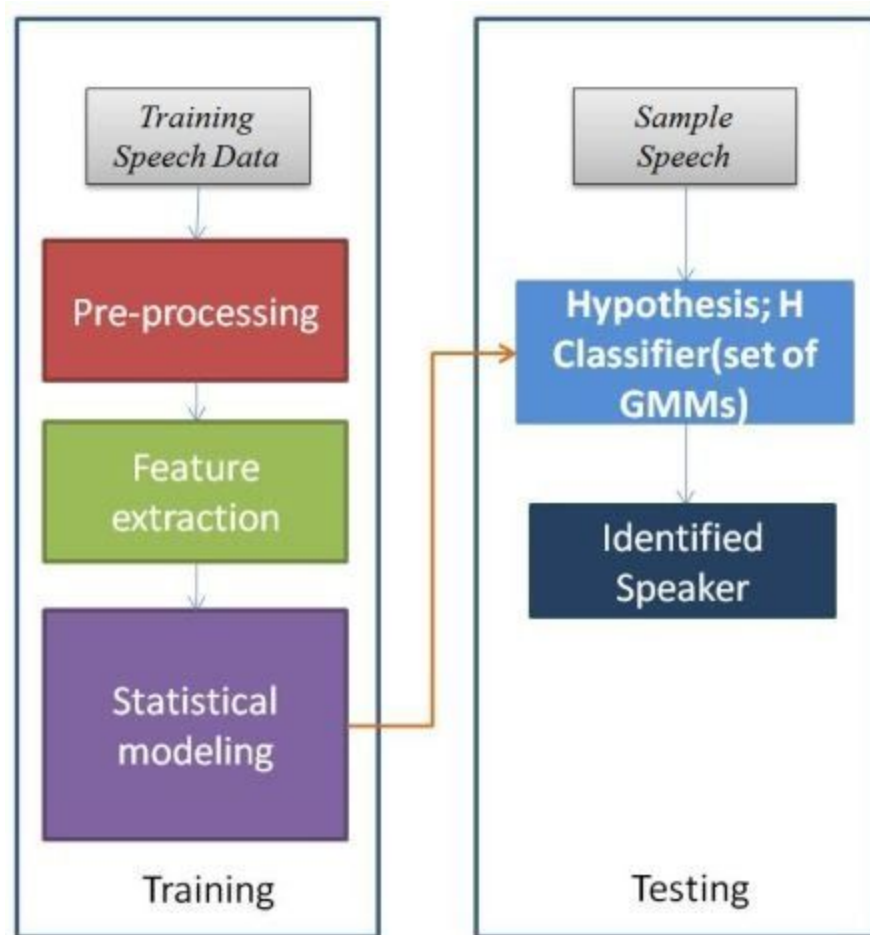 Training
Speech Data
Pre-processing
Feature
extraction
Statistical
modeling
Training
Sample
Speech
Hypothesis; H
Classifier(set of
GMMs)
Identified
Speaker
Testing